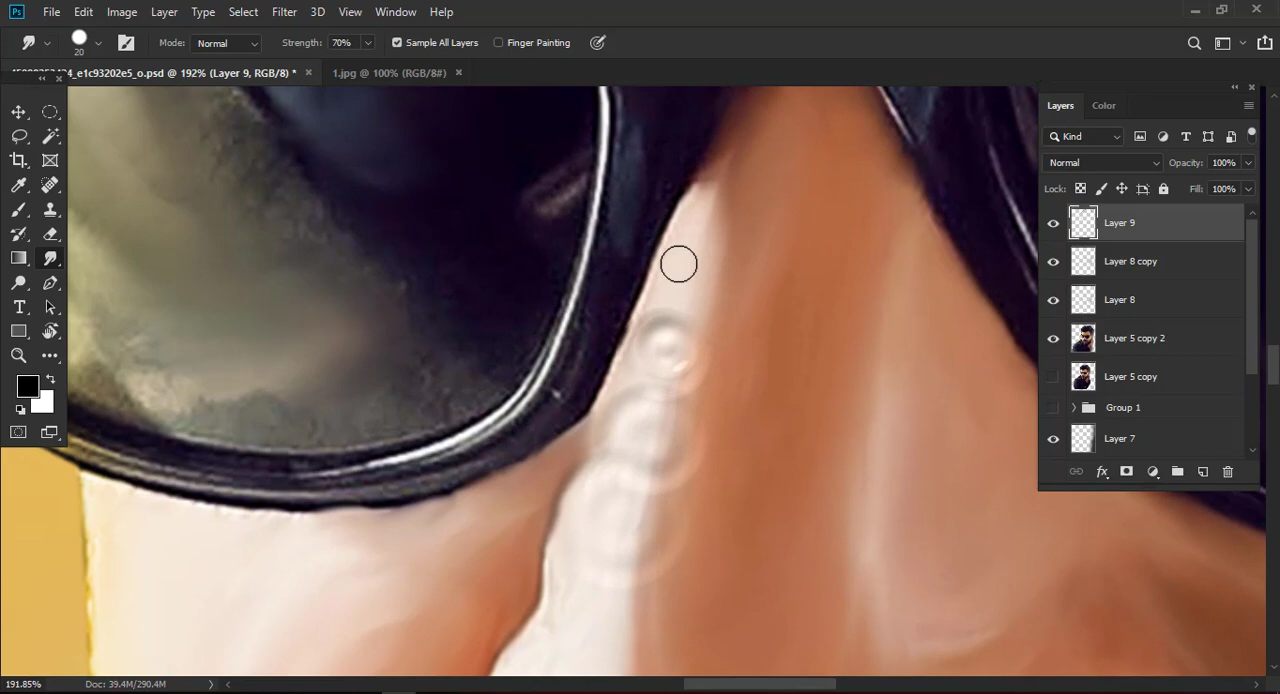 Ps File Edit Image Layer Type Select Filter 3D View Window Help
20 Mode: Normal Strength: 70% Sample All Layers Finger Painting
_e1c93202e5_o.psd @ 192% (Layer 9, RGB/8) * 1.jpg @ 100% (RGB/8#)
Layers Color
Kind
Normal Opacity: 100%
Lock: Fill: 100%
Layer 9
Layer 8 copy
Layer 8
Layer 5 copy 2
Layer 5 copy
Group 1
Layer 7
fx
191.85% Doc: 39.4M/290.4M